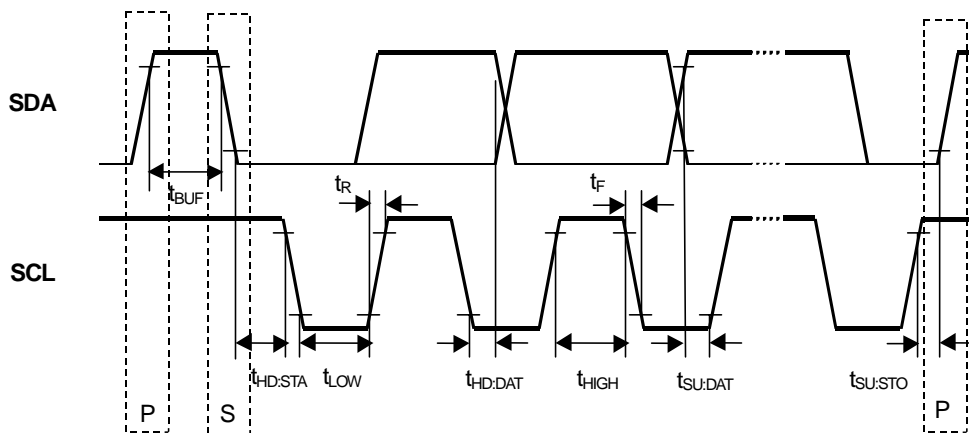 SDA
tBUF
tR
tF
SCL
tHD:STA
tLOW
tHD:DAT
tHIGH
tSU:DAT
tSU:STO
P
S
P